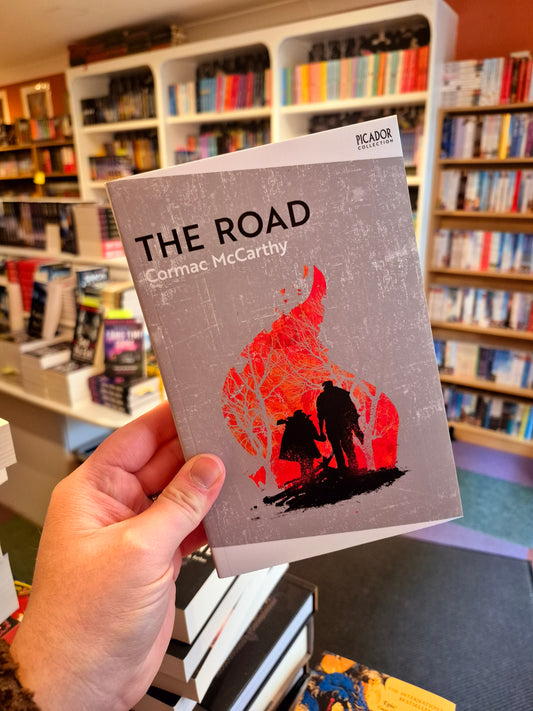 PICADOR
COLLECTION
THE ROAD
Cormac McCarthy